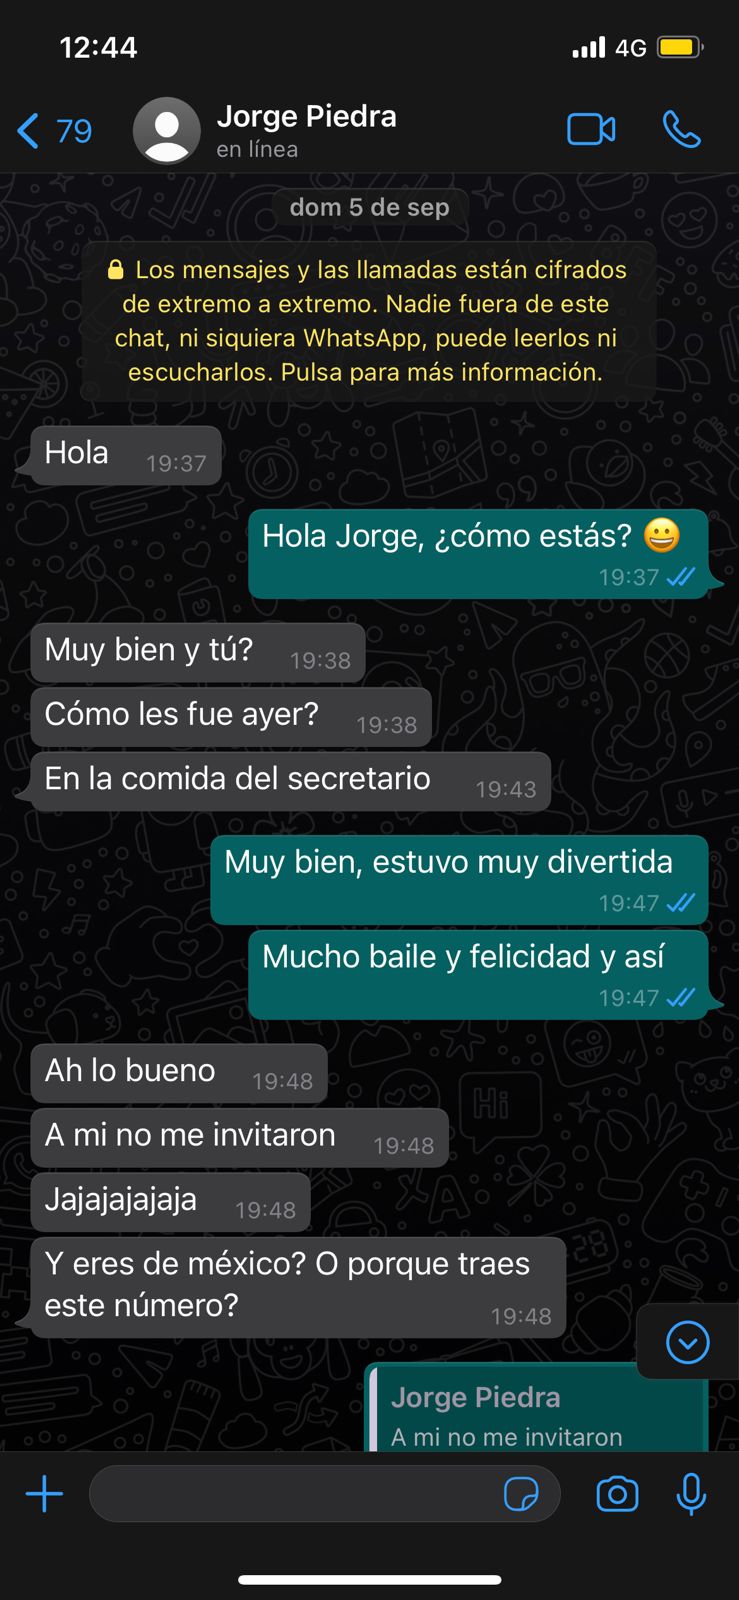 12:44
4G
79
Jorge Piedra
en línea
dom 5 de sep
Los mensajes y las llamadas están cifrados
de extremo a extremo. Nadie fuera de este
chat, ni siquiera WhatsApp, puede leerlos ni
escucharlos. Pulsa para más información.
Hola
19:37
Hola Jorge, ¿cómo estás? 😀
19:37
Muy bien y tú?
19:38
Cómo les fue ayer?
19:38
En la comida del secretario
19:43
Muy bien, estuvo muy divertida
19:47
Mucho baile y felicidad y así
19:47
Ah lo bueno
19:48
A mi no me invitaron
19:48
Jajajajajaja
19:48
Y eres de méxico? O porque traes
este número?
19:48
Jorge Piedra
A mi no me invitaron